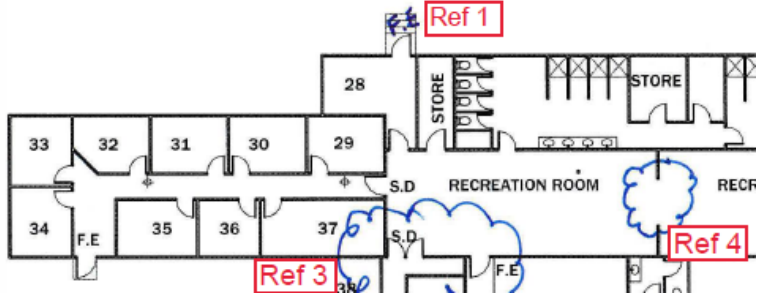 F.E
Ref 1
28
STORE
STORE
33
32
31
30
29
S.D
RECREATION ROOM
RECR
34
35
36
37
F.E
S.D
Ref 4
Ref 3
38
F.E